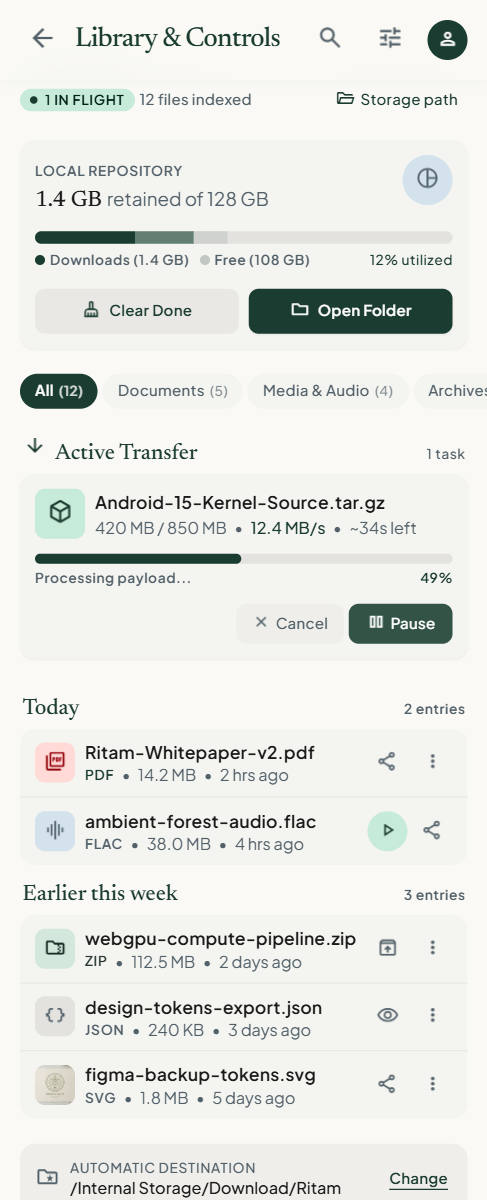 Library & Controls
1 IN FLIGHT 12 files indexed Storage path
LOCAL REPOSITORY
1.4 GB retained of 128 GB
Downloads (1.4 GB) Free (108 GB) 12% utilized
Clear Done Open Folder
All (12) Documents (5) Media & Audio (4) Archives
Active Transfer 1 task
Android-15-Kernel-Source.tar.gz
420 MB / 850 MB • 12.4 MB/s • ~34s left
Processing payload... 49%
Cancel Pause
Today 2 entries
Ritam-Whitepaper-v2.pdf
PDF • 14.2 MB • 2 hrs ago
ambient-forest-audio.flac
FLAC • 38.0 MB • 4 hrs ago
Earlier this week 3 entries
webgpu-compute-pipeline.zip
ZIP • 112.5 MB • 2 days ago
design-tokens-export.json
JSON • 240 KB • 3 days ago
figma-backup-tokens.svg
SVG • 1.8 MB • 5 days ago
AUTOMATIC DESTINATION
/Internal Storage/Download/Ritam Change